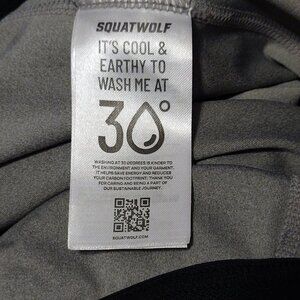 SQUATWOLF
IT'S COOL &
EARTHY TO
WASH ME AT
30°
WASHING AT 30 DEGREES IS KINDER TO
THE ENVIRONMENT AND YOUR GARMENT.
IT HELPS SAVE ENERGY AND REDUCES
YOUR CARBON FOOTPRINT. THANK YOU
FOR CARING AND BEING A PART OF
OUR SUSTAINABLE JOURNEY.
SQUATWOLF.COM